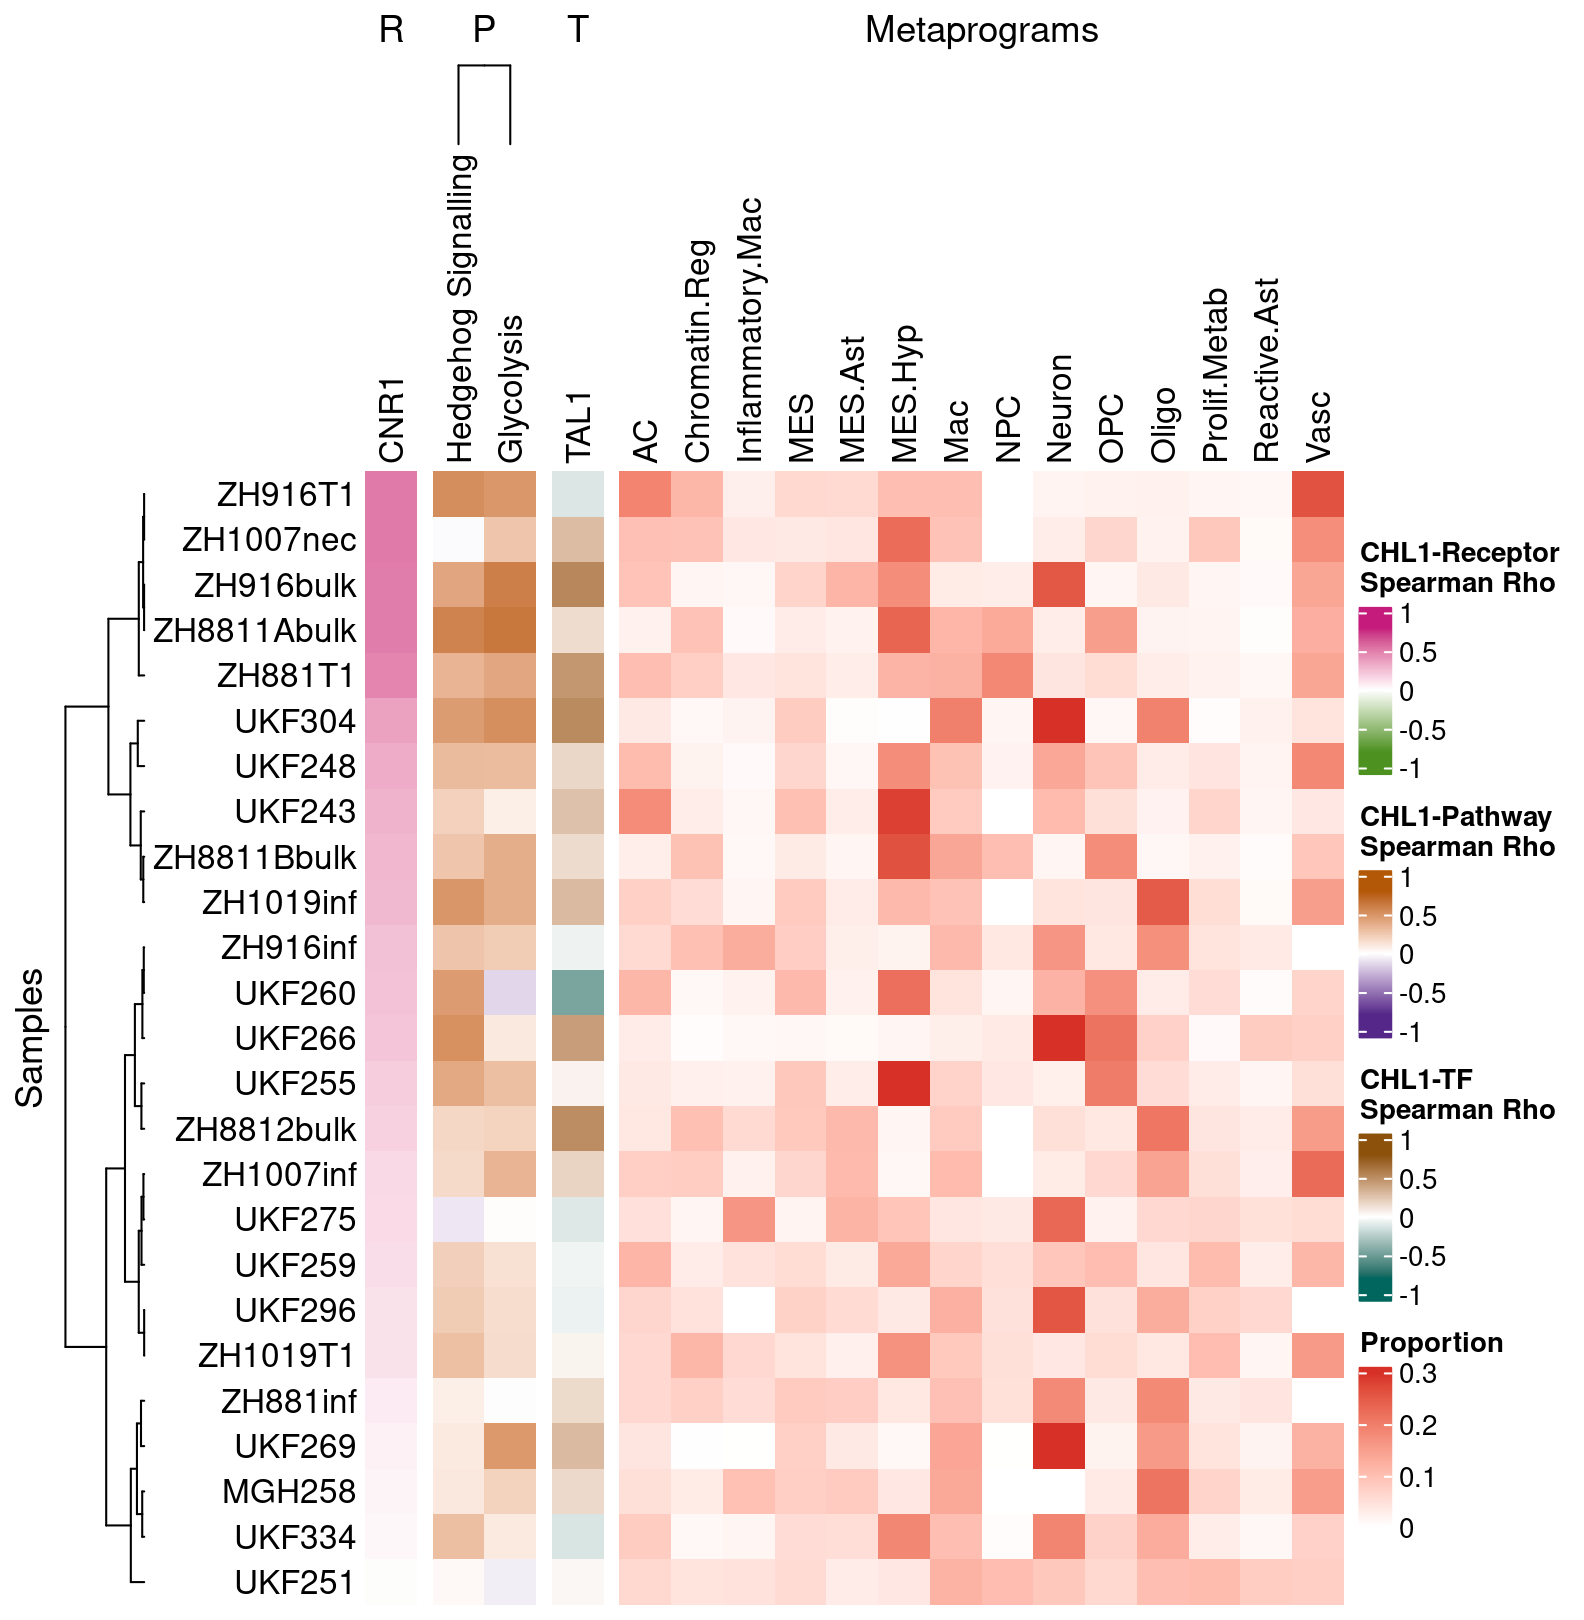 R P T Metaprograms
CNR1
Hedgehog Signalling
Glycolysis
TAL1
AC
Chromatin.Reg
Inflammatory.Mac
MES
MES.Ast
MES.Hyp
Mac
NPC
Neuron
OPC
Oligo
Prolif.Metab
Reactive.Ast
Vasc
Samples
ZH916T1
ZH1007nec
ZH916bulk
ZH8811Abulk
ZH881T1
UKF304
UKF248
UKF243
ZH8811Bbulk
ZH1019inf
ZH916inf
UKF260
UKF266
UKF255
ZH8812bulk
ZH1007inf
UKF275
UKF259
UKF296
ZH1019T1
ZH881inf
UKF269
MGH258
UKF334
UKF251
CHL1-Receptor
Spearman Rho
1
0.5
0
-0.5
-1
CHL1-Pathway
Spearman Rho
1
0.5
0
-0.5
-1
CHL1-TF
Spearman Rho
1
0.5
0
-0.5
-1
Proportion
0.3
0.2
0.1
0